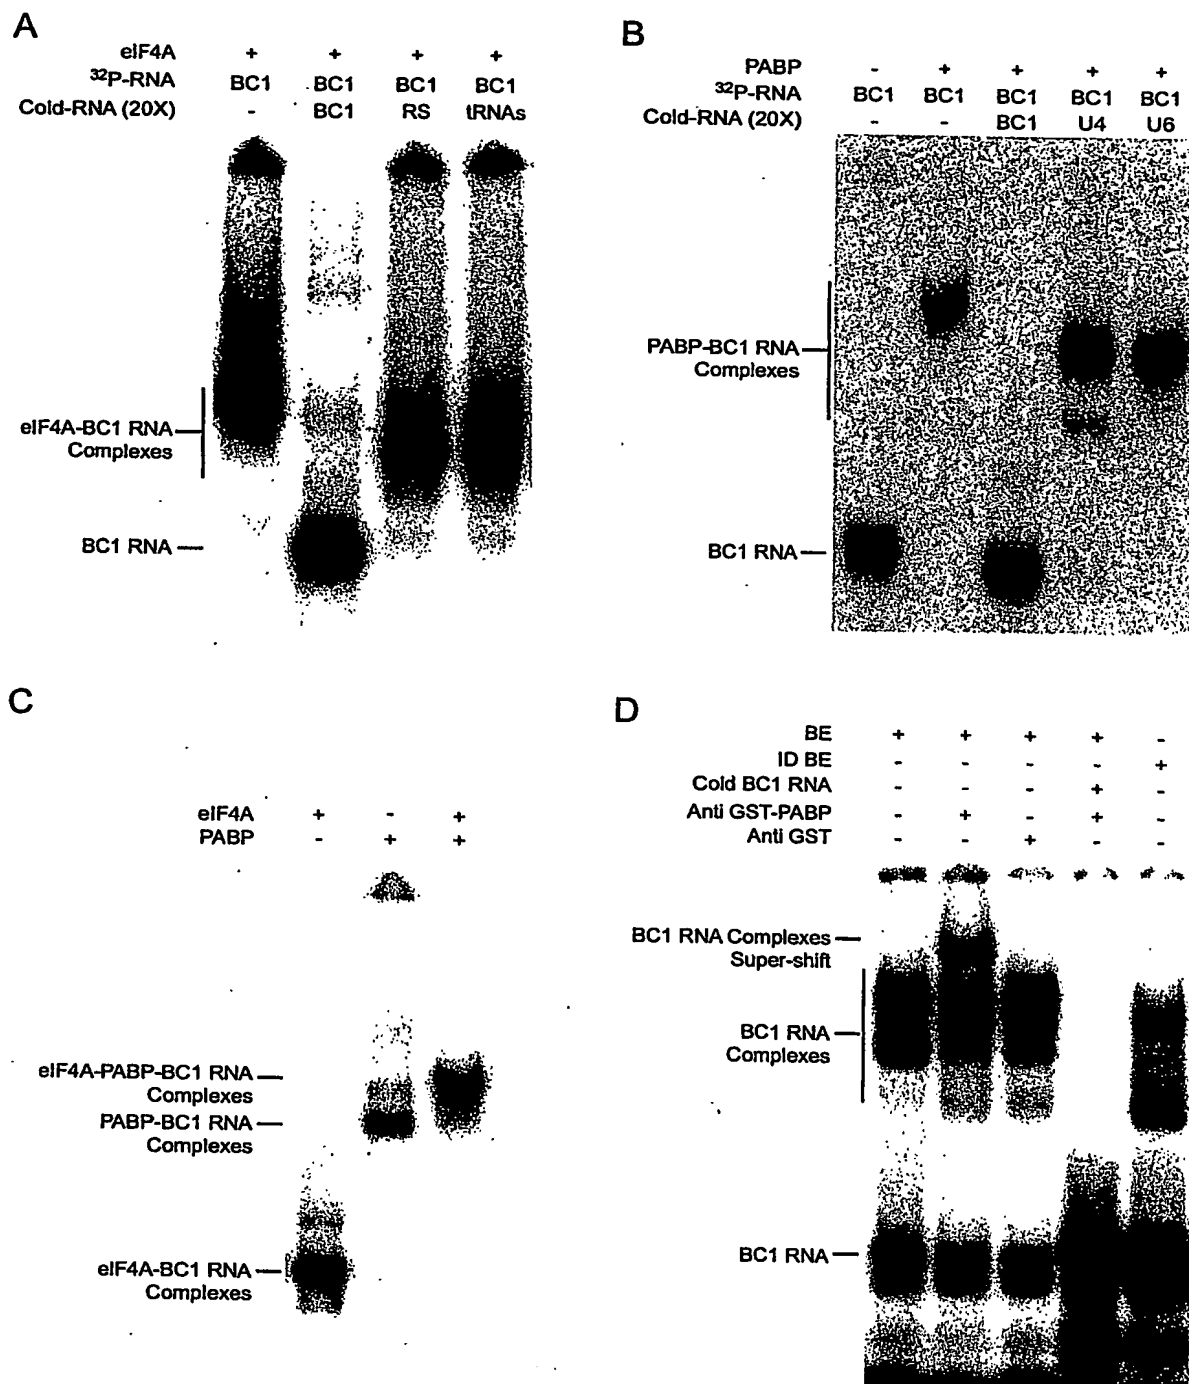 A
eIF4A + + + +
32P-RNA BC1 BC1 BC1 BC1
Cold-RNA (20X) - BC1 RS tRNAs
eIF4A-BC1 RNA
Complexes
BC1 RNA
B
PABP - + + + +
32P-RNA BC1 BC1 BC1 BC1 BC1
Cold-RNA (20X) - - BC1 U4 U6
PABP-BC1 RNA
Complexes
BC1 RNA
C
eIF4A + - +
PABP - + +
eIF4A-PABP-BC1 RNA
Complexes
PABP-BC1 RNA
Complexes
eIF4A-BC1 RNA
Complexes
D
BE + + + + -
ID BE - - - - +
Cold BC1 RNA - - - + -
Anti GST-PABP - + - + -
Anti GST - - + - -
BC1 RNA Complexes
Super-shift
BC1 RNA
Complexes
BC1 RNA